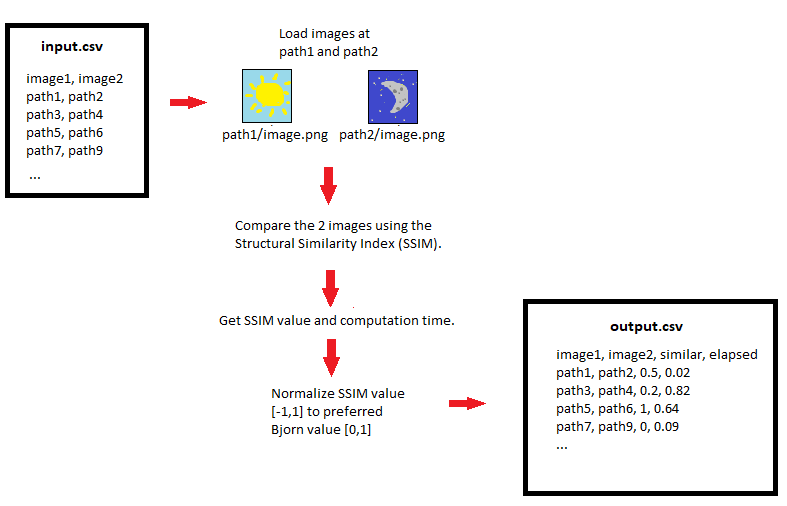 input.csv
image1, image2
path1, path2
path3, path4
path5, path6
path7, path9
...
Load images at
path1 and path2
path1/image.png
path2/image.png
Compare the 2 images using the
Structural Similarity Index (SSIM).
Get SSIM value and computation time.
Normalize SSIM value
[-1,1] to preferred
Bjorn value [0,1]
output.csv
image1, image2, similar, elapsed
path1, path2, 0.5, 0.02
path3, path4, 0.2, 0.82
path5, path6, 1, 0.64
path7, path9, 0, 0.09
...